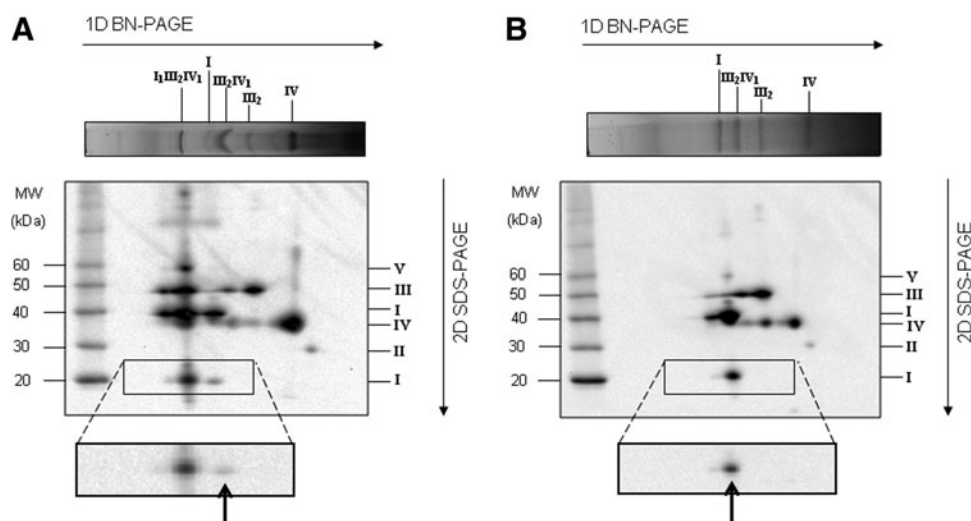 A
1D BN-PAGE
I
I₁III₂IV₁
III₂IV₁
III₂
IV
MW
(kDa)
60
50
40
30
20
V
III
I
IV
II
I
2D SDS-PAGE
B
1D BN-PAGE
I
III₂IV₁
III₂
IV
MW
(kDa)
60
50
40
30
20
V
III
I
IV
II
I
2D SDS-PAGE